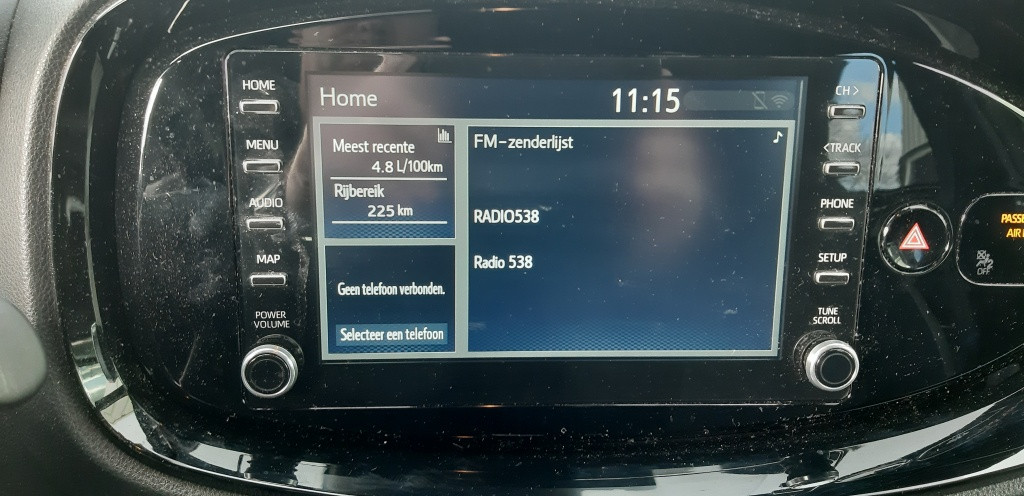 HOME
MENU
AUDIO
MAP
POWER
VOLUME
Home
11:15
Meest recente
4.8 L/100km
Rijbereik
225 km
Geen telefoon verbonden.
Selecteer een telefoon
FM-zenderlijst
RADIO538
Radio 538
CH >
< TRACK
PHONE
SETUP
TUNE
SCROLL
OFF